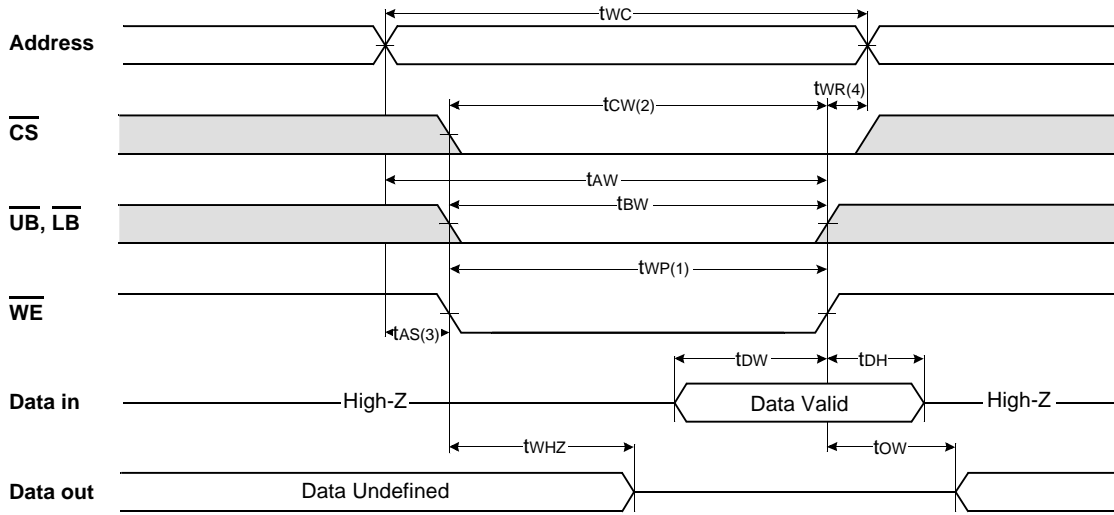 tWC
Address
tWR(4)
tCW(2)
CS
tAW
UB, LB
tBW
tWP(1)
WE
tAS(3)
tDW
tDH
Data in
High-Z
Data Valid
High-Z
tWHZ
tOW
Data out
Data Undefined